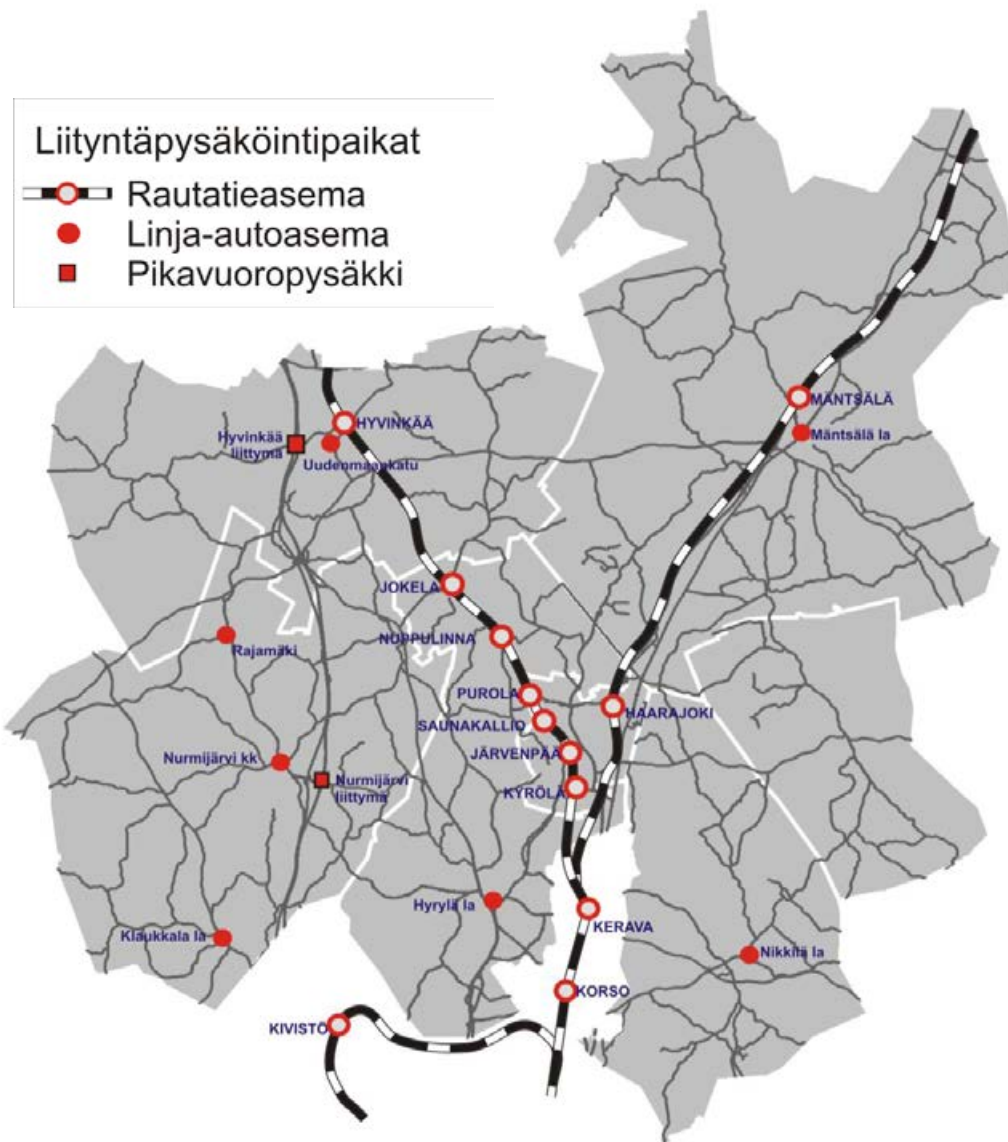 Liityntäpysäköintipaikat
Rautatieasema
Linja-autoasema
Pikavuoropysäkki
MÄNTSÄLÄ
Mäntsälä la
HYVINKÄÄ
Hyvinkää
liittymä
Uudenmaankatu
JOKELA
Rajamäki
NUPPULINNA
PUROLA
HAARAJOKI
SAUNAKALLIO
JÄRVENPÄÄ
Nurmijärvi kk
Nurmijärvi
liittymä
KYRÖLÄ
Hyrylä la
KERAVA
Klaukkala la
Nikkilä la
KORSO
KIVISTÖ